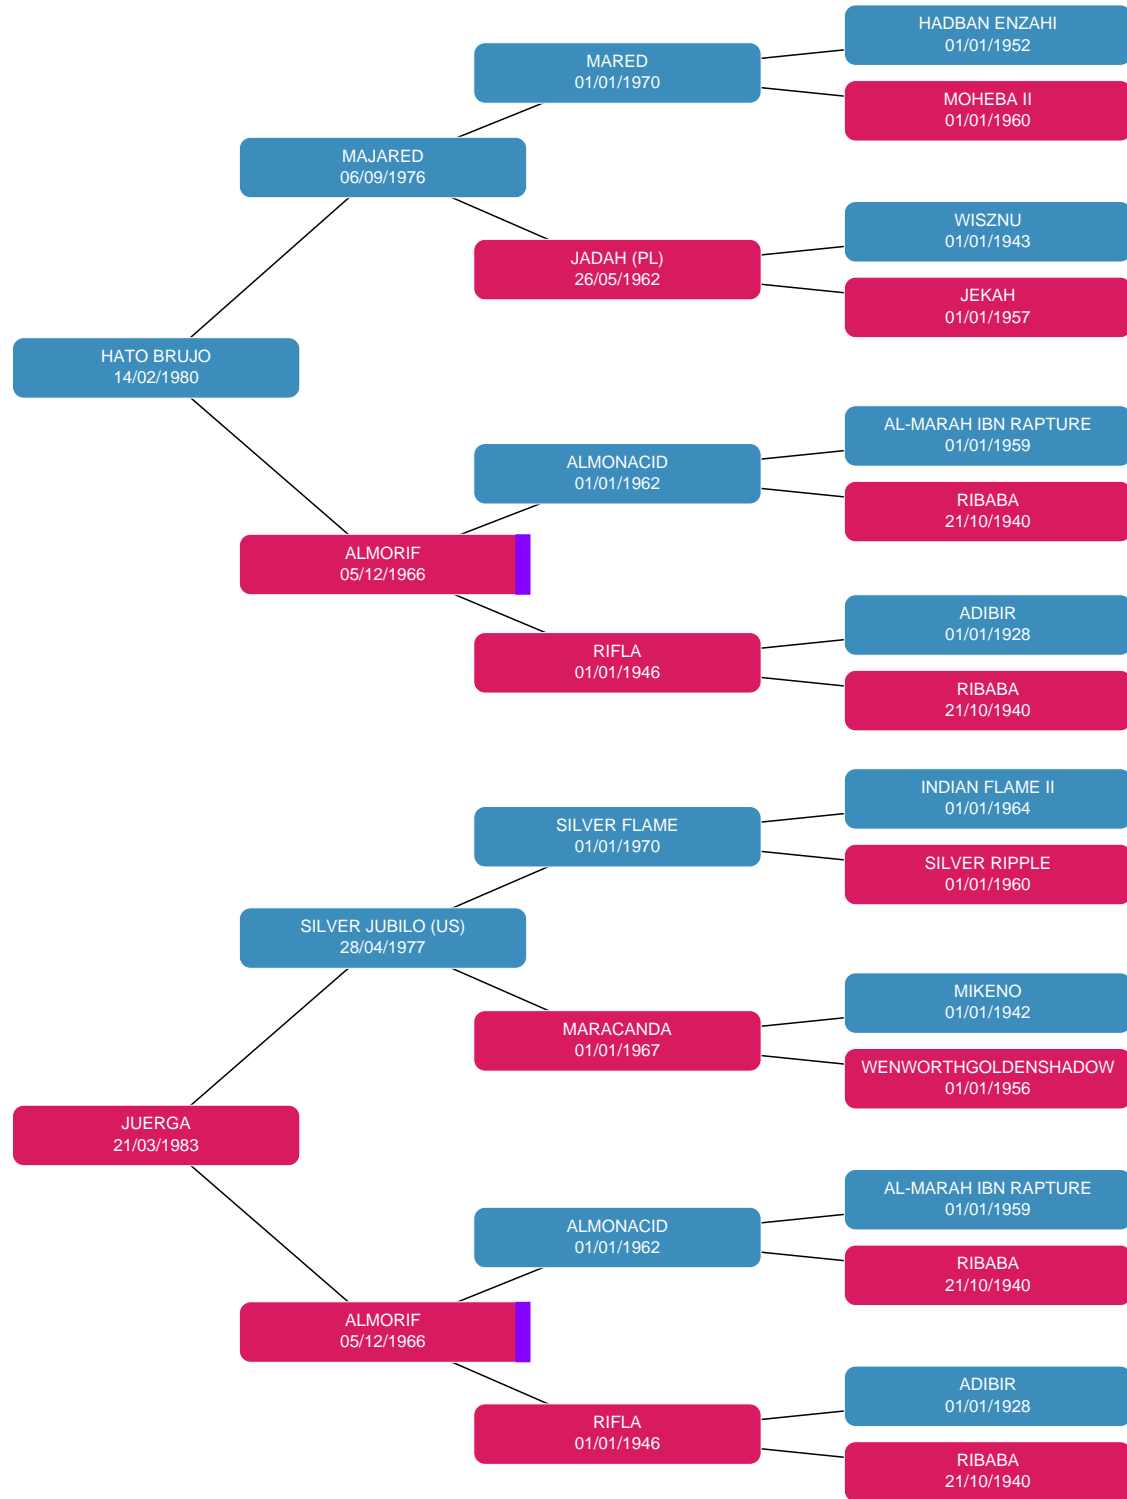 HADBAN ENZAHI
01/01/1952
MARED
01/01/1970
MOHEBA II
01/01/1960
MAJARED
06/09/1976
WISZNU
01/01/1943
JADAH (PL)
26/05/1962
JEKAH
01/01/1957
HATO BRUJO
14/02/1980
AL-MARAH IBN RAPTURE
01/01/1959
ALMONACID
01/01/1962
RIBABA
21/10/1940
ALMORIF
05/12/1966
ADIBIR
01/01/1928
RIFLA
01/01/1946
RIBABA
21/10/1940
INDIAN FLAME II
01/01/1964
SILVER FLAME
01/01/1970
SILVER RIPPLE
01/01/1960
SILVER JUBILO (US)
28/04/1977
MIKENO
01/01/1942
MARACANDA
01/01/1967
WENWORTHGOLDENSHADOW
01/01/1956
JUERGA
21/03/1983
AL-MARAH IBN RAPTURE
01/01/1959
ALMONACID
01/01/1962
RIBABA
21/10/1940
ALMORIF
05/12/1966
ADIBIR
01/01/1928
RIFLA
01/01/1946
RIBABA
21/10/1940